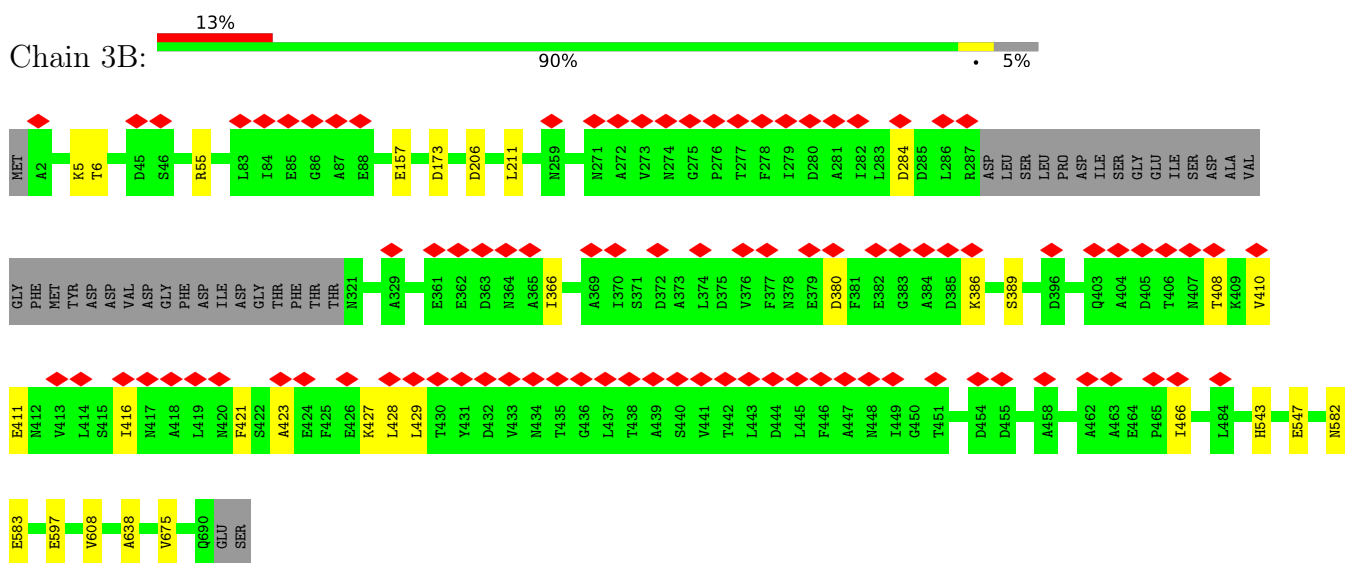 13%
Chain 3B:
90% • 5%
MET A2 K5 T6 D45 S46 R55 L83 I84 E85 G86 A87 E88 E157 D173 D206 L211 N259 N271 A272 V273 N274 G275 P276 T277 F278 I279 D280 A281 I282 L283 D284 D285 L286 R287 ASP LEU SER LEU PRO ASP ILE SER GLY GLU ILE SER ASP ALA VAL
GLY PHE MET TYR ASP ASP VAL ASP GLY PHE ASP ILE ASP GLY THR PHE THR THR N321 A329 E361 E362 D363 N364 A365 I366 A369 I370 S371 D372 A373 L374 D375 V376 F377 N378 E379 D380 F381 E382 G383 A384 D385 K386 S389 D396 Q403 A404 D405 T406 N407 T408 K409 V410
E411 N412 V413 L414 S415 I416 N417 A418 L419 N420 F421 S422 A423 E424 F425 E426 K427 L428 L429 T430 Y431 D432 V433 N434 T435 G436 L437 T438 A439 S440 V441 T442 L443 D444 L445 F446 A447 N448 I449 G450 T451 D454 D455 A458 A462 A463 E464 P465 I466 L484 H543 E547 N582
E583 E597 V608 A638 V675 Q690 GLU SER